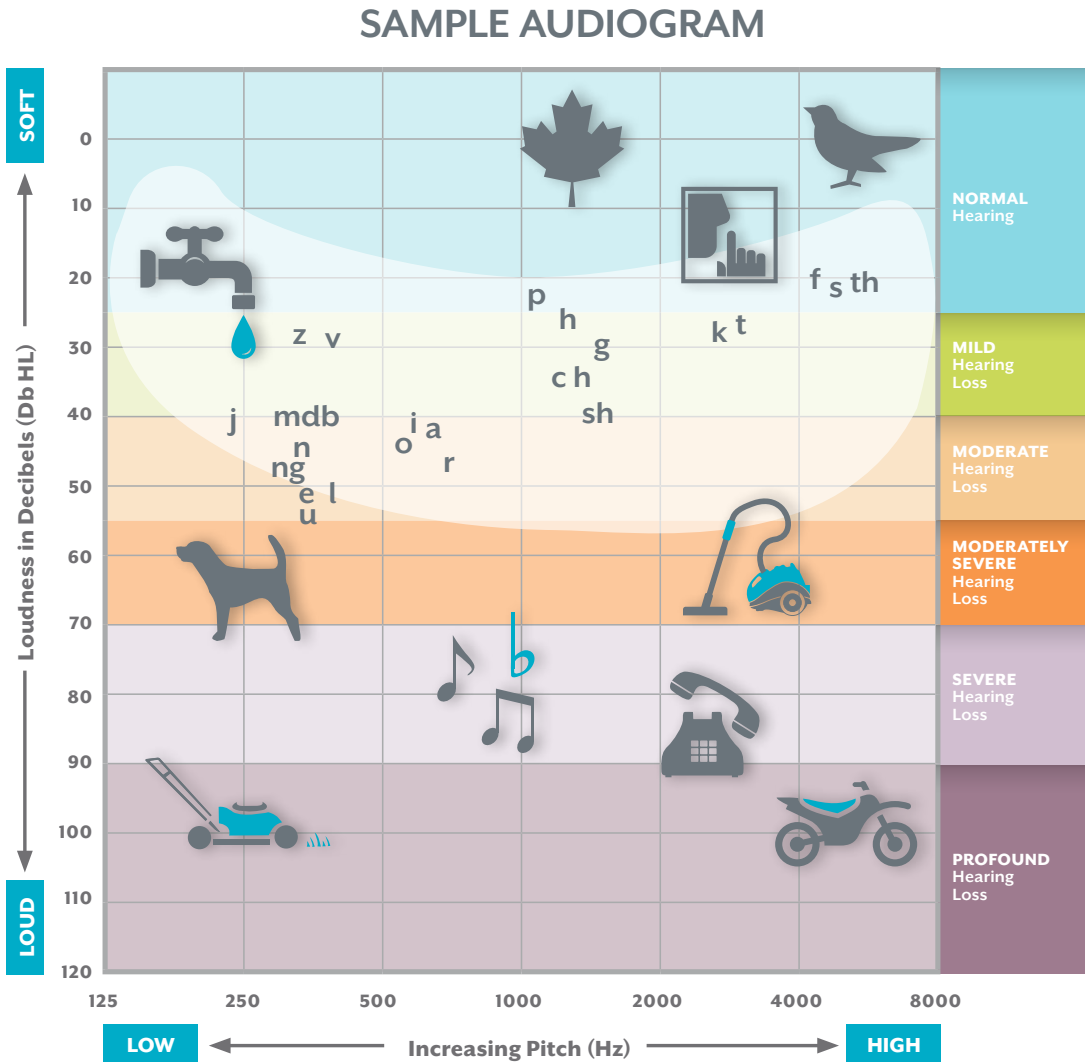 SAMPLE AUDIOGRAM
SOFT
Loudness in Decibels (Db HL)
LOUD
0
10
20
30
40
50
60
70
80
90
100
110
120
f s th
p
h
k t
z v
g
c h
j mdb
sh
i a
o
n
r
ng
e l
u
♭
NORMAL
Hearing
MILD
Hearing
Loss
MODERATE
Hearing
Loss
MODERATELY
SEVERE
Hearing
Loss
SEVERE
Hearing
Loss
PROFOUND
Hearing
Loss
125 250 500 1000 2000 4000 8000
LOW
Increasing Pitch (Hz)
HIGH